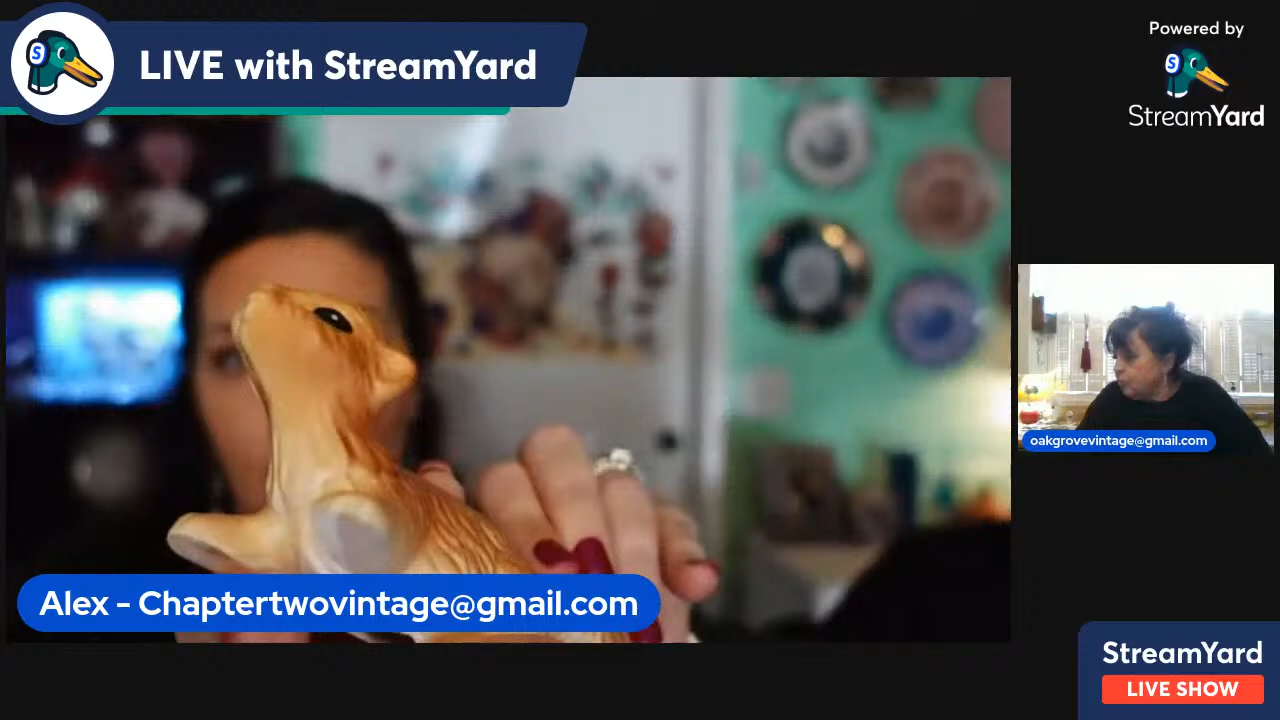 S
LIVE with StreamYard
Powered by
S
StreamYard
oakgrovevintage@gmail.com
Alex - Chaptertwovintage@gmail.com
StreamYard
LIVE SHOW